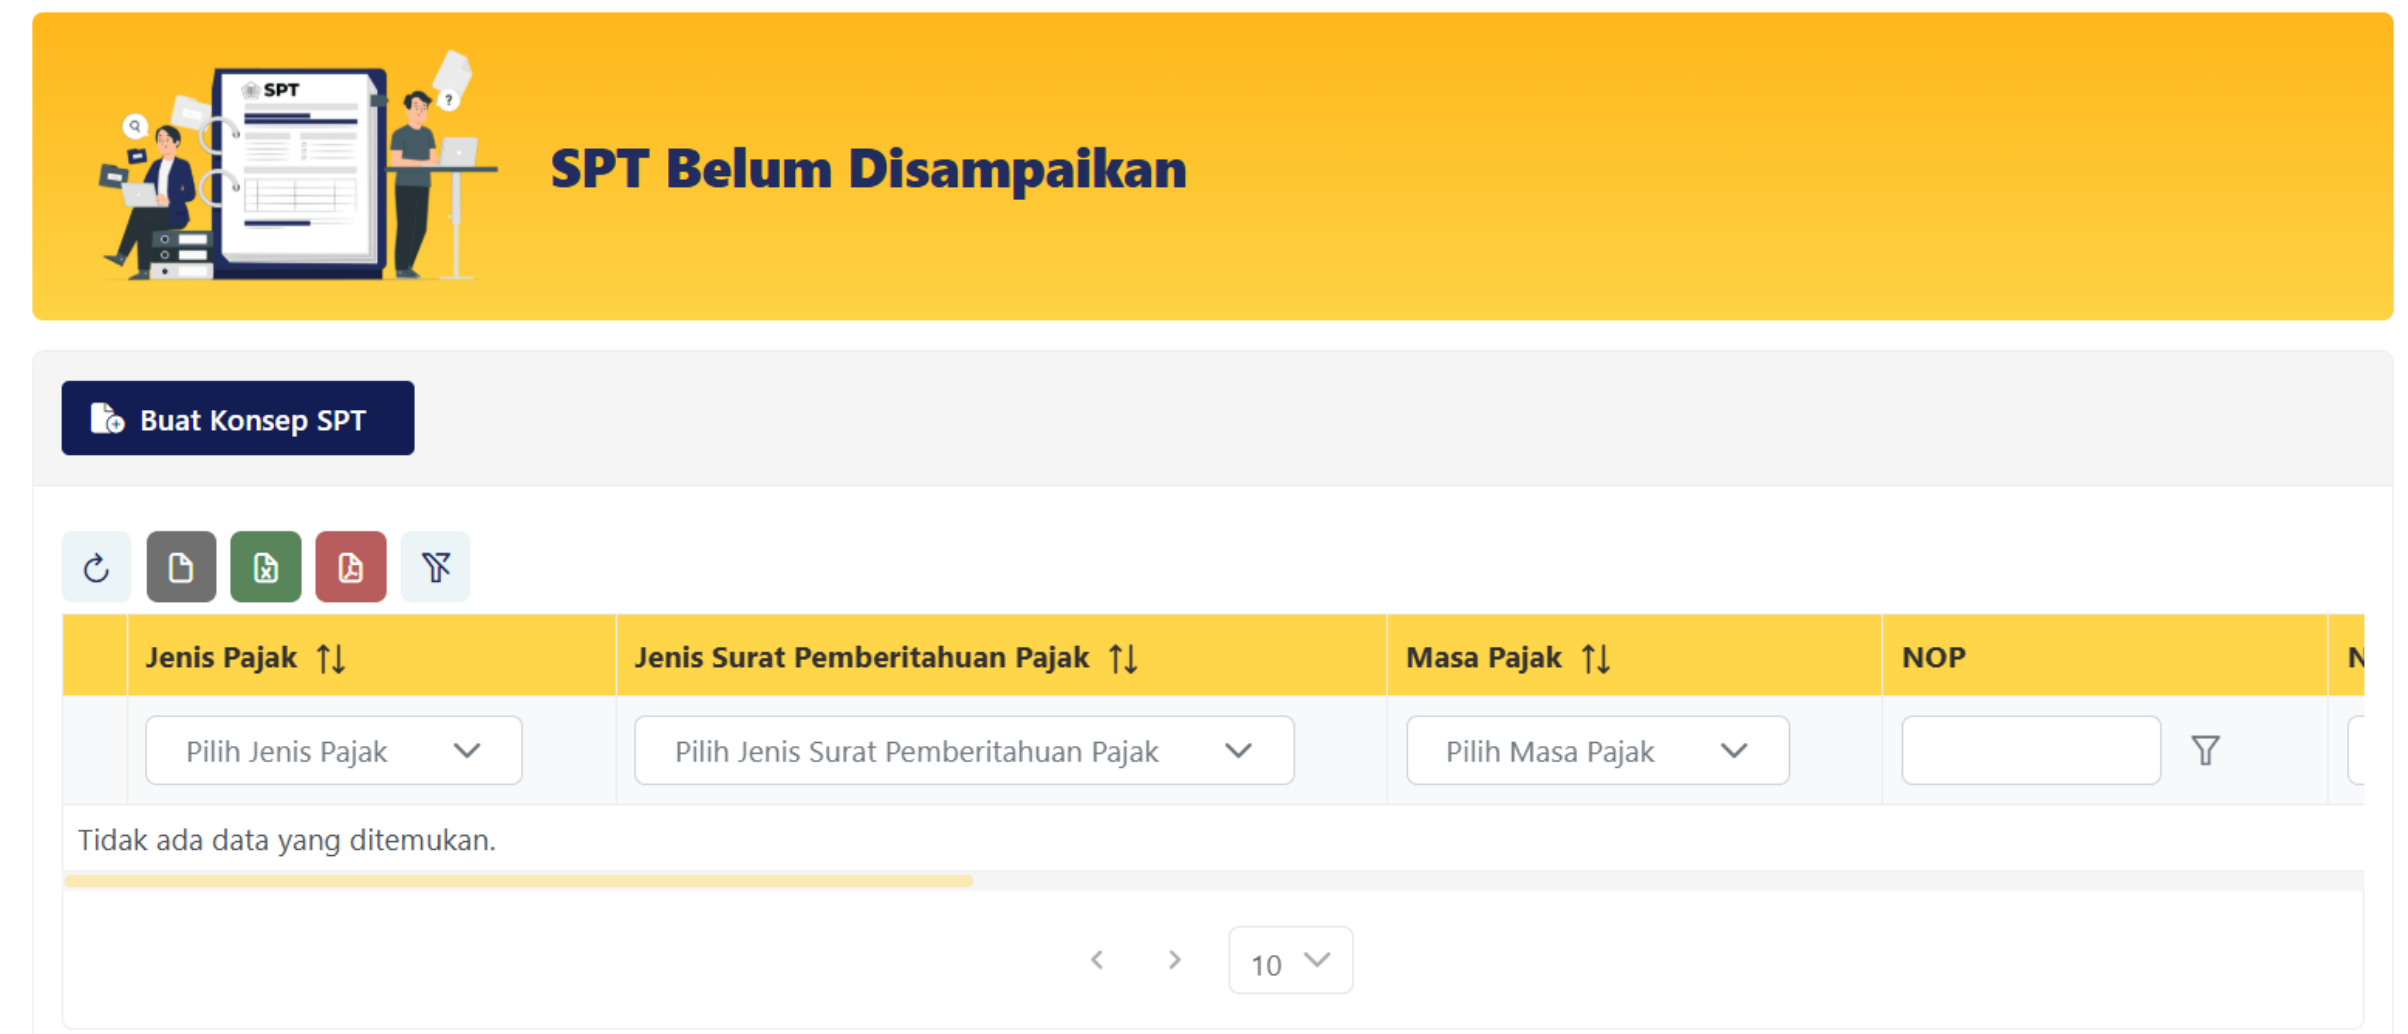 SPT
SPT Belum Disampaikan
Buat Konsep SPT
Jenis Pajak
Jenis Surat Pemberitahuan Pajak
Masa Pajak
NOP
N
Pilih Jenis Pajak
Pilih Jenis Surat Pemberitahuan Pajak
Pilih Masa Pajak
Tidak ada data yang ditemukan.
10